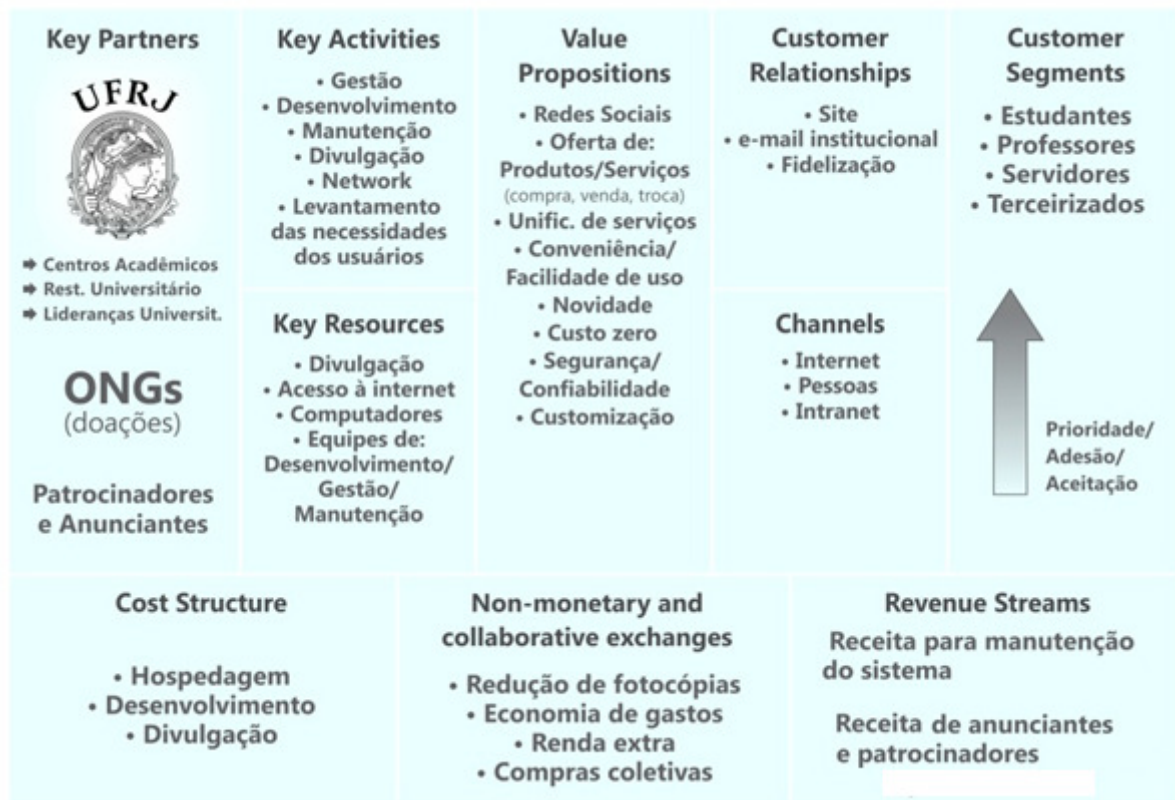 Key Partners
UFRJ
➡ Centros Acadêmicos
➡ Rest. Universitário
➡ Lideranças Universit.
ONGs
(doações)
Patrocinadores
e Anunciantes
Key Activities
• Gestão
• Desenvolvimento
• Manutenção
• Divulgação
• Network
• Levantamento
das necessidades
dos usuários
Key Resources
• Divulgação
• Acesso à internet
• Computadores
• Equipes de:
Desenvolvimento/
Gestão/
Manutenção
Value
Propositions
• Redes Sociais
• Oferta de:
Produtos/Serviços
(compra, venda, troca)
• Unific. de serviços
• Conveniência/
Facilidade de uso
• Novidade
• Custo zero
• Segurança/
Confiabilidade
• Customização
Customer
Relationships
• Site
• e-mail institucional
• Fidelização
Channels
• Internet
• Pessoas
• Intranet
Customer
Segments
• Estudantes
• Professores
• Servidores
• Terceirizados
Prioridade/
Adesão/
Aceitação
Cost Structure
• Hospedagem
• Desenvolvimento
• Divulgação
Non-monetary and
collaborative exchanges
• Redução de fotocópias
• Economia de gastos
• Renda extra
• Compras coletivas
Revenue Streams
Receita para manutenção
do sistema
Receita de anunciantes
e patrocinadores